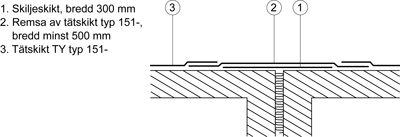 1. Skiljeskikt, bredd 300 mm
2. Remsa av tätskikt typ 151-,
bredd minst 500 mm
3. Tätskikt TY typ 151-
3
2
1